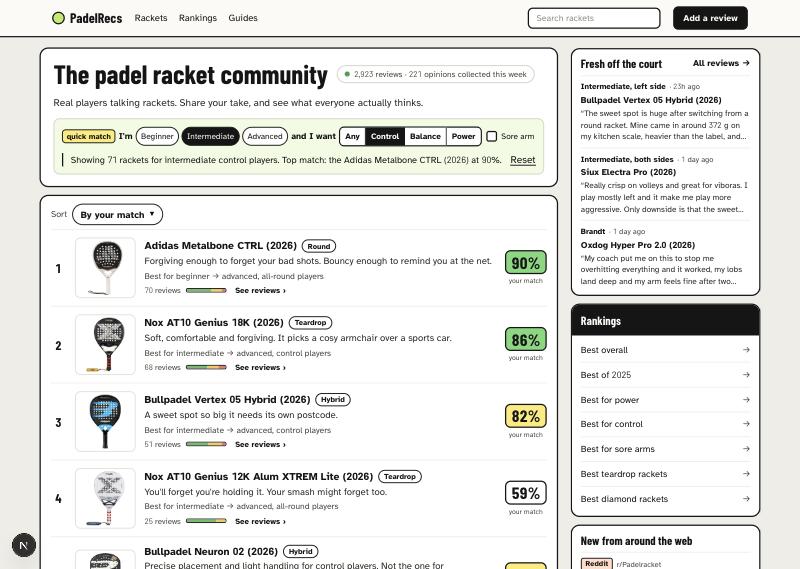 PadelRecs
Rackets
Rankings
Guides
Search rackets
Add a review
The padel racket community
2,923 reviews · 221 opinions collected this week
Real players talking rackets. Share your take, and see what everyone actually thinks.
quick match I'm Beginner Intermediate Advanced and I want Any Control Balance Power Sore arm
Showing 71 rackets for intermediate control players. Top match: the Adidas Metalbone CTRL (2026) at 90%. Reset
Sort By your match ▼
1
Adidas Metalbone CTRL (2026) Round
Forgiving enough to forget your bad shots. Bouncy enough to remind you at the net.
Best for beginner → advanced, all-round players
70 reviews See reviews ›
90%
your match
2
Nox AT10 Genius 18K (2026) Teardrop
Soft, comfortable and forgiving. It picks a cosy armchair over a sports car.
Best for intermediate → advanced, control players
68 reviews See reviews ›
86%
your match
3
Bullpadel Vertex 05 Hybrid (2026) Hybrid
A sweet spot so big it needs its own postcode.
Best for intermediate → advanced, control players
51 reviews See reviews ›
82%
your match
4
Nox AT10 Genius 12K Alum XTREM Lite (2026) Teardrop
You'll forget you're holding it. Your smash might forget too.
Best for intermediate → advanced, all-round players
25 reviews See reviews ›
59%
your match
Bullpadel Neuron 02 (2026) Hybrid
Precise placement and light handling for control players. Not the one for
N
Fresh off the court
All reviews →
Intermediate, left side · 23h ago
Bullpadel Vertex 05 Hybrid (2026)
"The sweet spot is huge after switching from a
round racket. Mine came in around 372 g on
my kitchen scale, heavier than the label, and...
Intermediate, both sides · 1 day ago
Siux Electra Pro (2026)
"Really crisp on volleys and great for viboras. I
play mostly left and it make me play more
aggressive. Only downside is that the sweet...
Brandt · 1 day ago
Oxdog Hyper Pro 2.0 (2026)
"My coach put me on this to stop me
overhitting everything and it worked, my lobs
land deep and my arm feels fine after two...
Rankings
Best overall →
Best of 2025 →
Best for power →
Best for control →
Best for sore arms →
Best teardrop rackets →
Best diamond rackets →
New from around the web
Reddit r/Padelracket